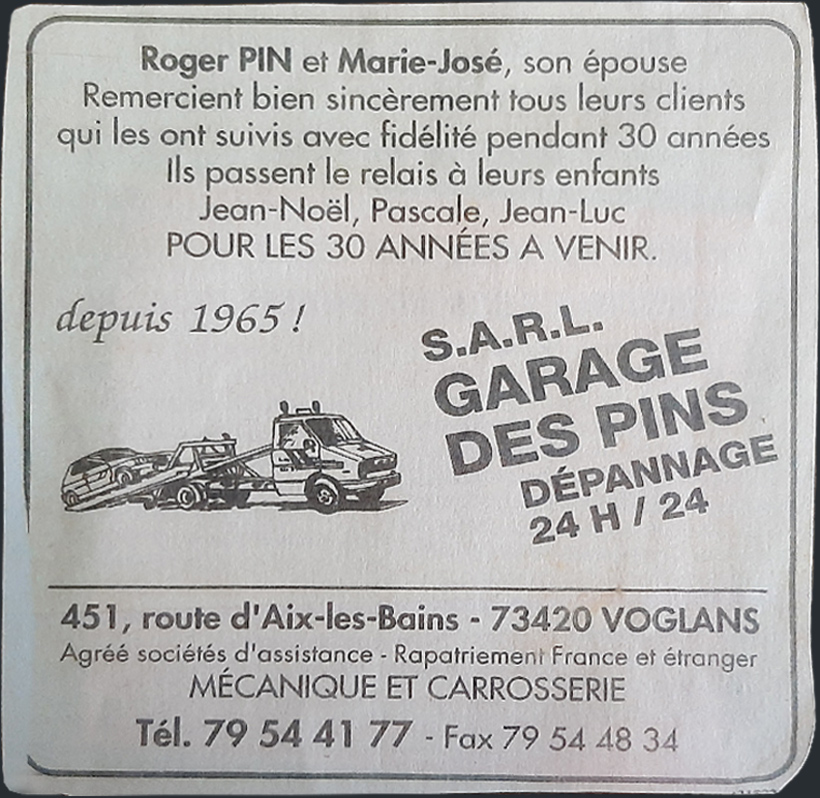 Roger PIN et Marie-José, son épouse
Remercient bien sincèrement tous leurs clients
qui les ont suivis avec fidélité pendant 30 années
Ils passent le relais à leurs enfants
Jean-Noël, Pascale, Jean-Luc
POUR LES 30 ANNÉES A VENIR.
depuis 1965 !
S.A.R.L.
GARAGE
DES PINS
DÉPANNAGE
24 H / 24
451, route d'Aix-les-Bains - 73420 VOGLANS
Agréé sociétés d'assistance - Rapatriement France et étranger
MÉCANIQUE ET CARROSSERIE
Tél. 79 54 41 77 - Fax 79 54 48 34